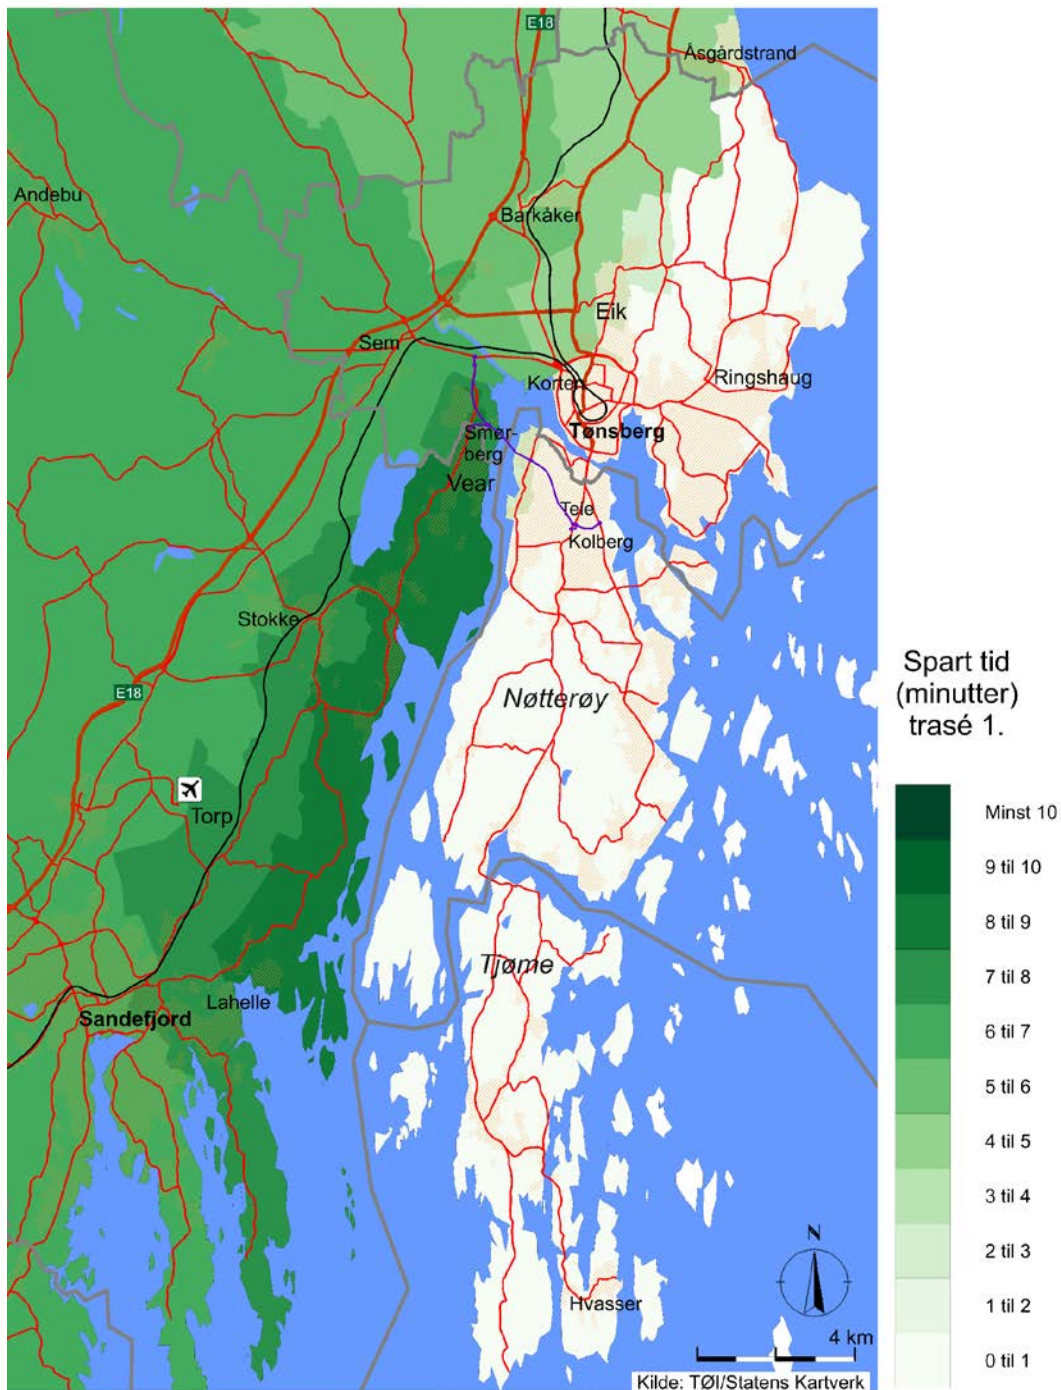 E18
Åsgårdstrand
Andebu
Barkåker
Eik
Sem
Korten
Ringshaug
Tønsberg
Smør-
berg
Vear
Teie
Kolberg
Stokke
E18
Nøtterøy
Torp
Tjøme
Lahelle
Sandefjord
Hvasser
N
4 km
Kilde: TØI/Statens Kartverk
Spart tid
(minutter)
trasé 1.
Minst 10
9 til 10
8 til 9
7 til 8
6 til 7
5 til 6
4 til 5
3 til 4
2 til 3
1 til 2
0 til 1